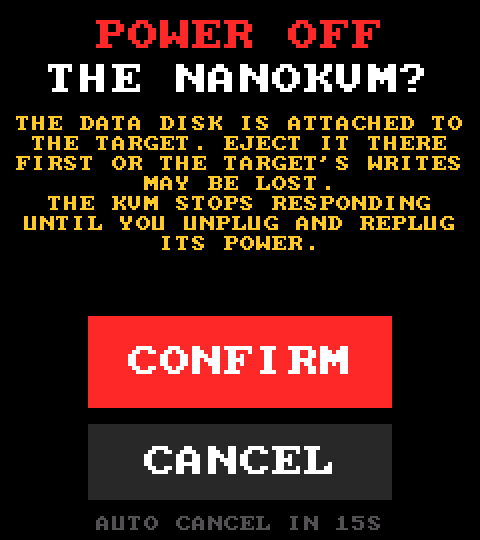 POWER OFF
THE NANOKVM?
THE DATA DISK IS ATTACHED TO
THE TARGET. EJECT IT THERE
FIRST OR THE TARGET'S WRITES
MAY BE LOST.
THE KVM STOPS RESPONDING
UNTIL YOU UNPLUG AND REPLUG
ITS POWER.
CONFIRM
CANCEL
AUTO CANCEL IN 15S